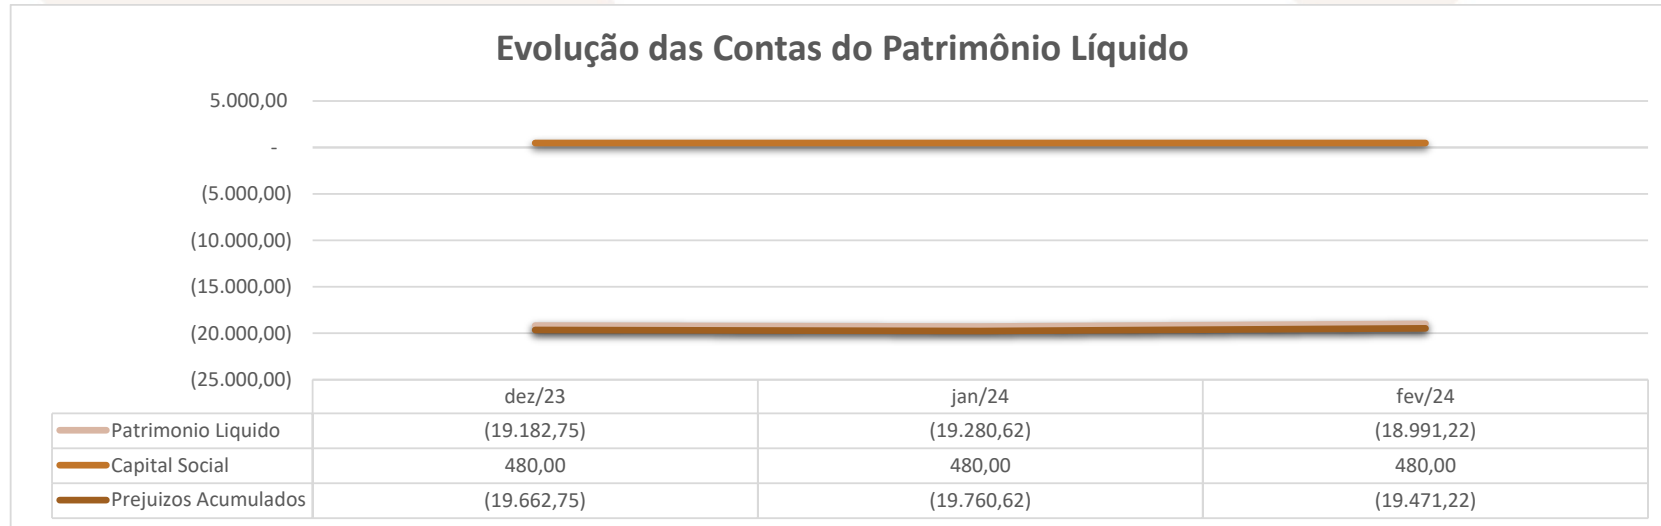 Evolução das Contas do Patrimônio Líquido
5.000,00
-
(5.000,00)
(10.000,00)
(15.000,00)
(20.000,00)
(25.000,00)
dez/23 jan/24 fev/24
Patrimonio Liquido (19.182,75) (19.280,62) (18.991,22)
Capital Social 480,00 480,00 480,00
Prejuizos Acumulados (19.662,75) (19.760,62) (19.471,22)